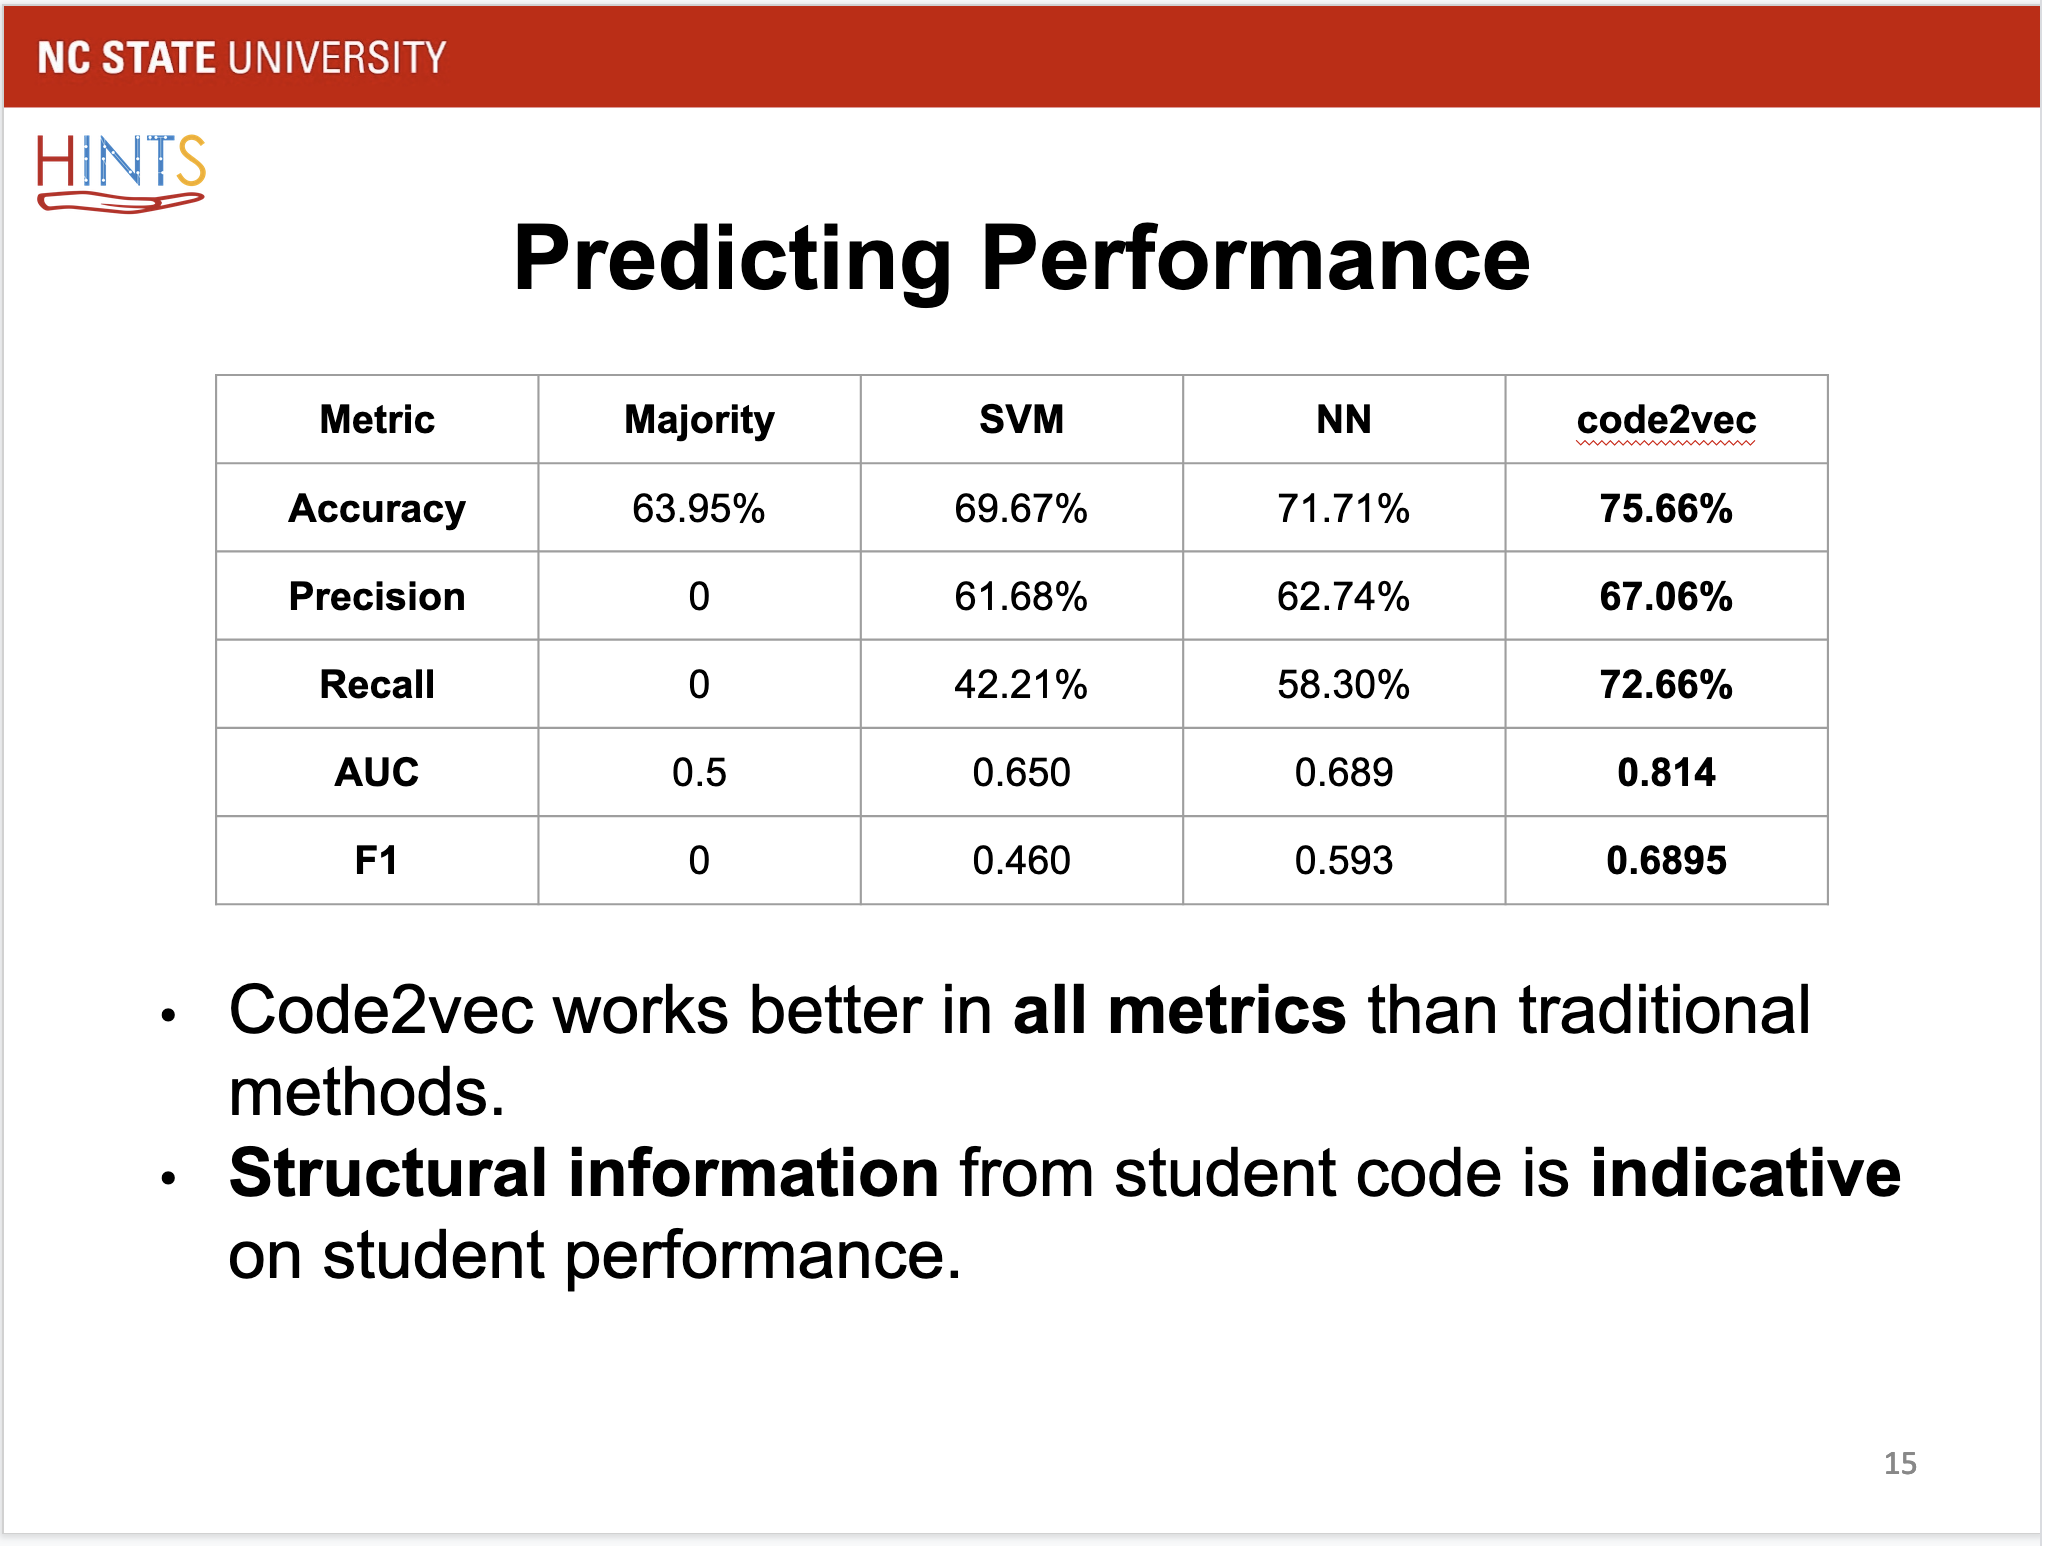 NC STATE UNIVERSITY
HINTS
Predicting Performance
Metric Majority SVM NN code2vec
Accuracy 63.95% 69.67% 71.71% 75.66%
Precision 0 61.68% 62.74% 67.06%
Recall 0 42.21% 58.30% 72.66%
AUC 0.5 0.650 0.689 0.814
F1 0 0.460 0.593 0.6895
• Code2vec works better in all metrics than traditional
methods.
• Structural information from student code is indicative
on student performance.
15